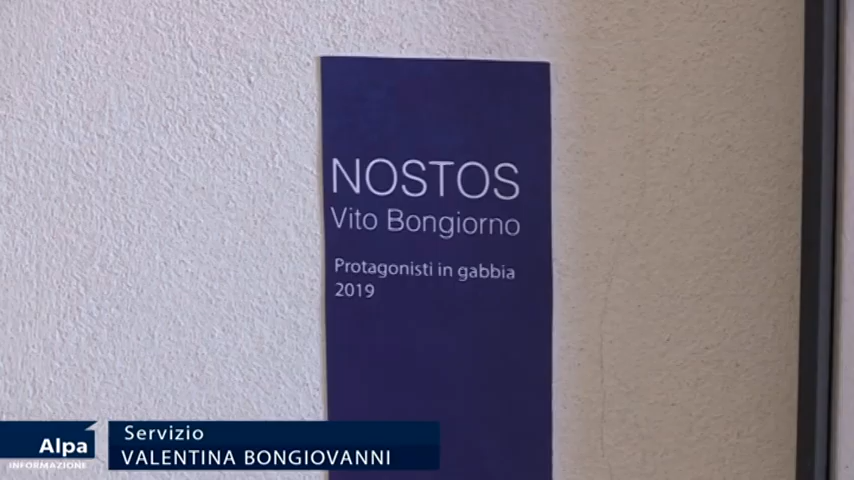 NOSTOS
Vito Bongiorno
Protagonisti in gabbia
2019
Servizio
Alpa
VALENTINA BONGIOVANNI
INFORMAZIONE